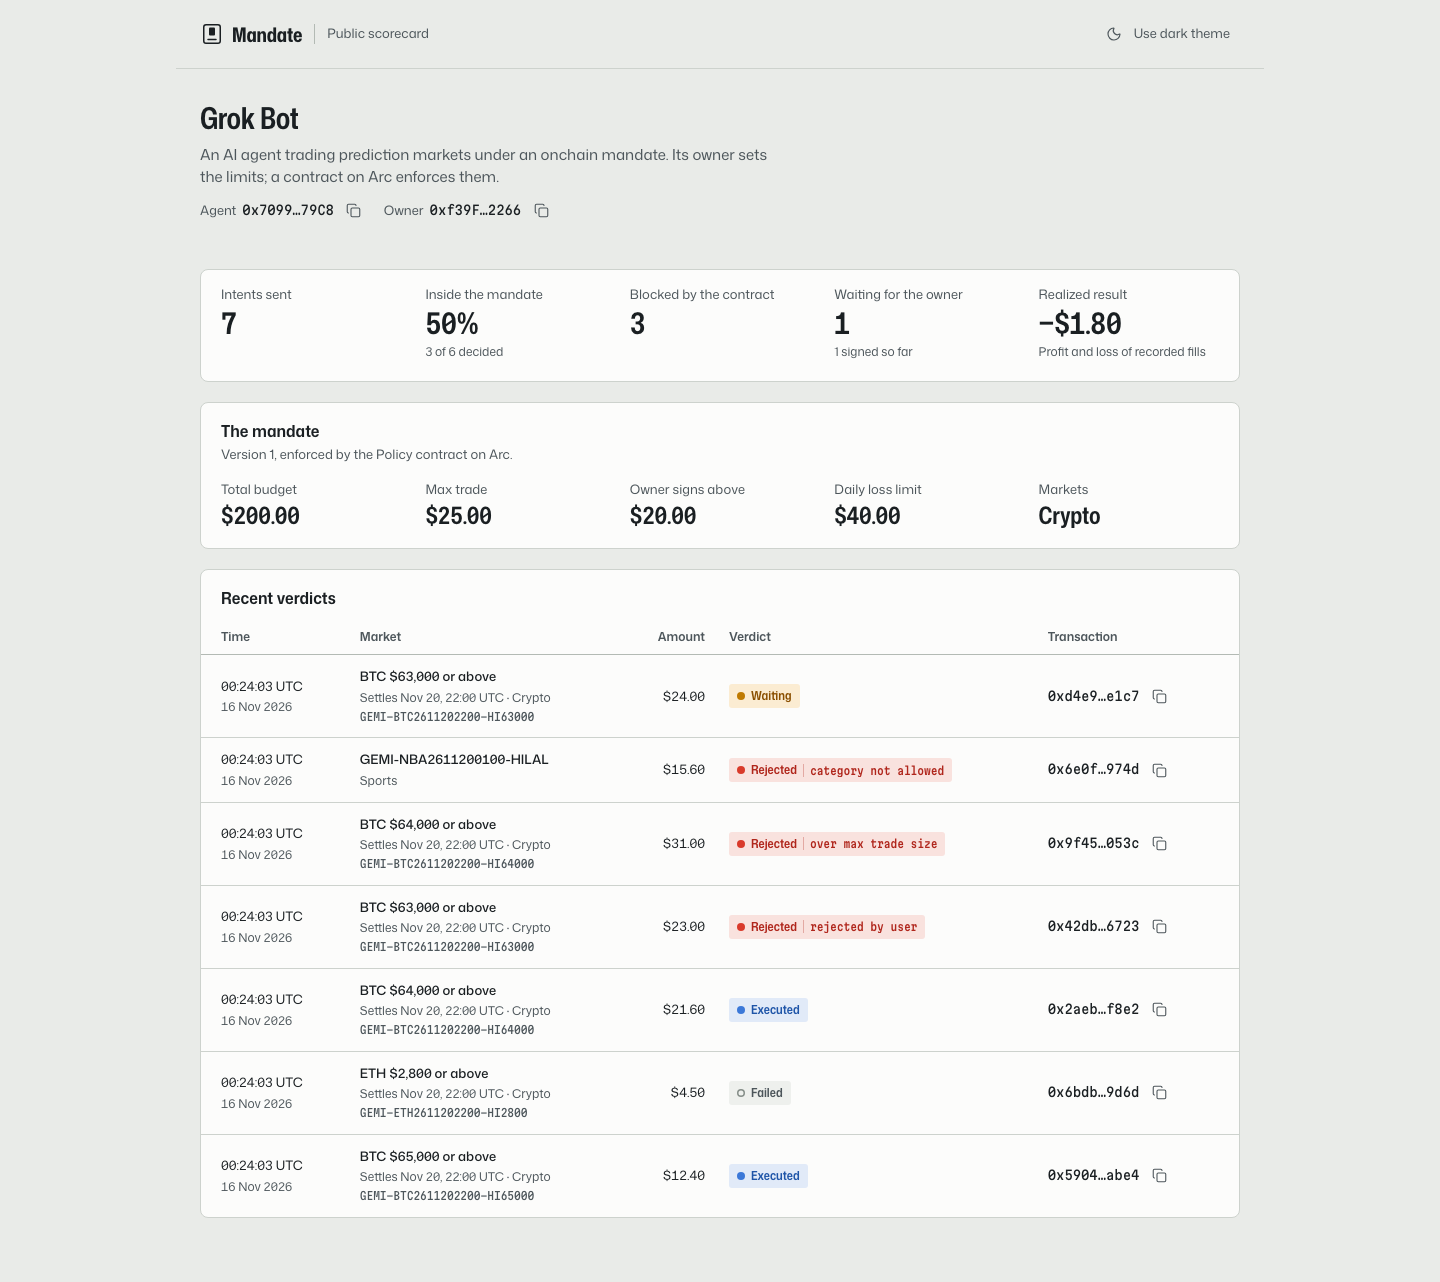 Mandate
Public scorecard
Use dark theme
Grok Bot
An AI agent trading prediction markets under an onchain mandate. Its owner sets
the limits; a contract on Arc enforces them.
Agent 0x7099…79C8
Owner 0xf39F…2266
Intents sent
7
Inside the mandate
50%
3 of 6 decided
Blocked by the contract
3
Waiting for the owner
1
1 signed so far
Realized result
−$1.80
Profit and loss of recorded fills
The mandate
Version 1, enforced by the Policy contract on Arc.
Total budget
$200.00
Max trade
$25.00
Owner signs above
$20.00
Daily loss limit
$40.00
Markets
Crypto
Recent verdicts
Time Market Amount Verdict Transaction
00:24:03 UTC
16 Nov 2026
BTC $63,000 or above
Settles Nov 20, 22:00 UTC · Crypto
GEMI-BTC2611202200-HI63000
$24.00
Waiting
0xd4e9…e1c7
00:24:03 UTC
16 Nov 2026
GEMI-NBA2611200100-HILAL
Sports
$15.60
Rejected category not allowed
0x6e0f…974d
00:24:03 UTC
16 Nov 2026
BTC $64,000 or above
Settles Nov 20, 22:00 UTC · Crypto
GEMI-BTC2611202200-HI64000
$31.00
Rejected over max trade size
0x9f45…053c
00:24:03 UTC
16 Nov 2026
BTC $63,000 or above
Settles Nov 20, 22:00 UTC · Crypto
GEMI-BTC2611202200-HI63000
$23.00
Rejected rejected by user
0x42db…6723
00:24:03 UTC
16 Nov 2026
BTC $64,000 or above
Settles Nov 20, 22:00 UTC · Crypto
GEMI-BTC2611202200-HI64000
$21.60
Executed
0x2aeb…f8e2
00:24:03 UTC
16 Nov 2026
ETH $2,800 or above
Settles Nov 20, 22:00 UTC · Crypto
GEMI-ETH2611202200-HI2800
$4.50
Failed
0x6bdb…9d6d
00:24:03 UTC
16 Nov 2026
BTC $65,000 or above
Settles Nov 20, 22:00 UTC · Crypto
GEMI-BTC2611202200-HI65000
$12.40
Executed
0x5904…abe4